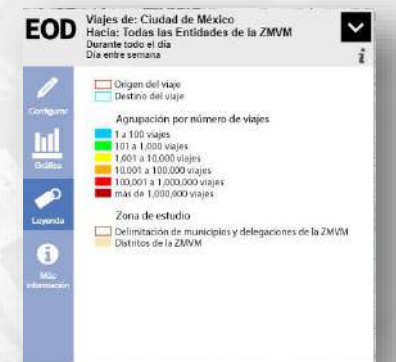 EOD
Viajes de: Ciudad de México
Hacia: Todas las Entidades de la ZMVM
Durante todo el día
Día entre semana
i
Configurar
Gráfica
Leyenda
Más
información
Origen del viaje
Destino del viaje
Agrupación por número de viajes
1 a 100 viajes
101 a 1,000 viajes
1,001 a 10,000 viajes
10,001 a 100,000 viajes
100,001 a 1,000,000 viajes
más de 1,000,000 viajes
Zona de estudio
Delimitación de municipios y delegaciones de la ZMVM
Distritos de la ZMVM